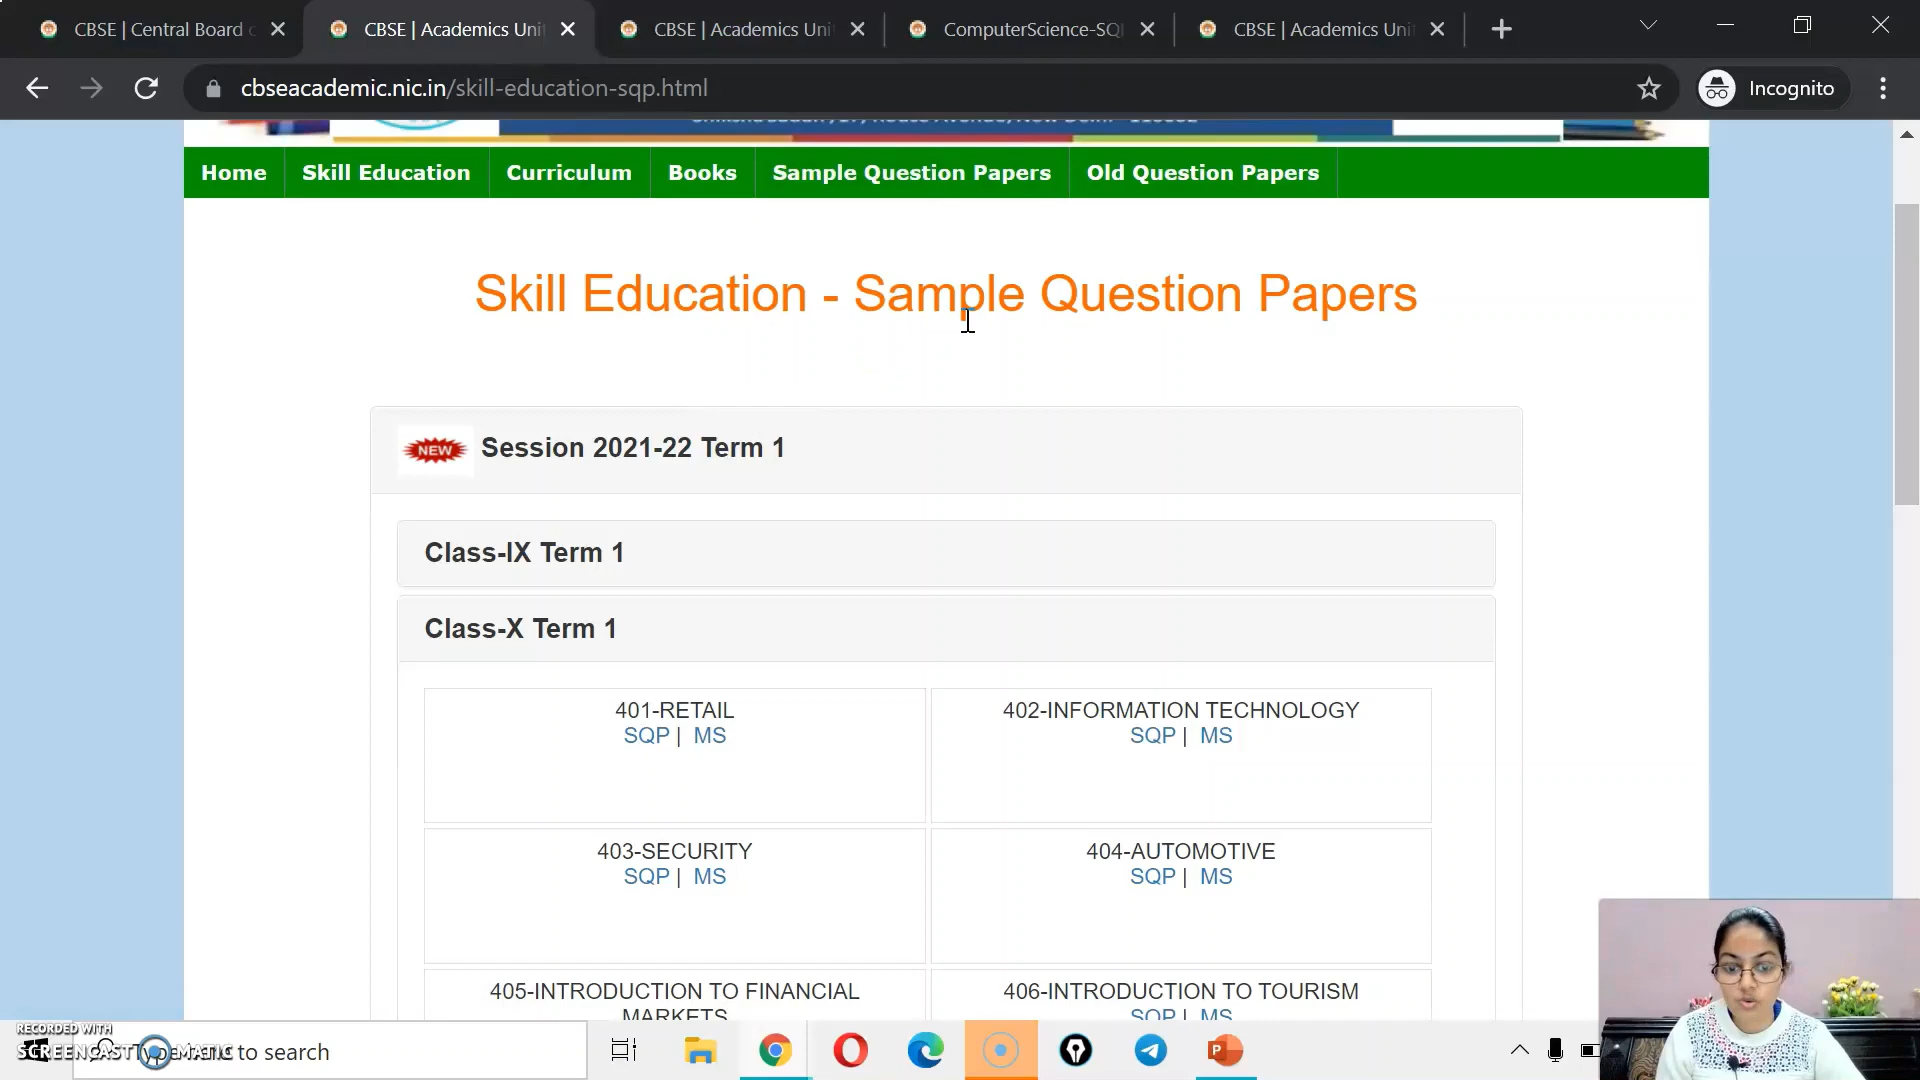 CBSE | Central Board
CBSE | Academics Uni
CBSE | Academics Uni
ComputerScience-SQ
CBSE | Academics Uni
cbseacademic.nic.in/skill-education-sqp.html
Incognito
Home
Skill Education
Curriculum
Books
Sample Question Papers
Old Question Papers
Skill Education - Sample Question Papers
NEW
Session 2021-22 Term 1
Class-IX Term 1
Class-X Term 1
401-RETAIL
SQP | MS
402-INFORMATION TECHNOLOGY
SQP | MS
403-SECURITY
SQP | MS
404-AUTOMOTIVE
SQP | MS
405-INTRODUCTION TO FINANCIAL
MARKETS
406-INTRODUCTION TO TOURISM
SQP | MS
RECORDED WITH
SCREENCAST MATIC
to search